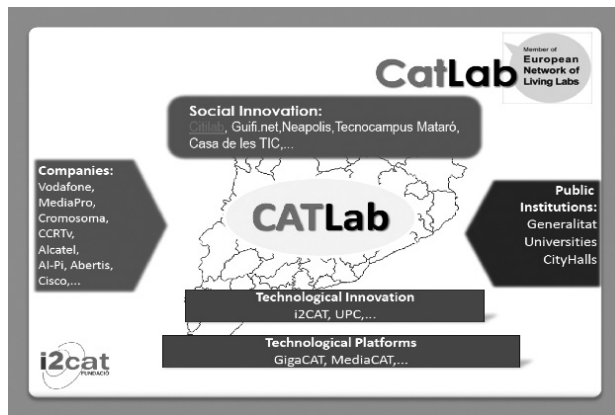 CatLab
Member of
European
Network of
Living Labs
Social Innovation:
Citilab, Guifi.net,Neapolis,Tecnocampus Mataró,
Casa de les TIC,...
Companies:
Vodafone,
MediaPro,
Cromosoma,
CCRTv,
Alcatel,
Al-Pi, Abertis,
Cisco,...
CATLab
Public
Institutions:
Generalitat
Universities
CityHalls
Technological Innovation
i2CAT, UPC,...
Technological Platforms
GigaCAT, MediaCAT,...
i2cat
FUNDACIÓ